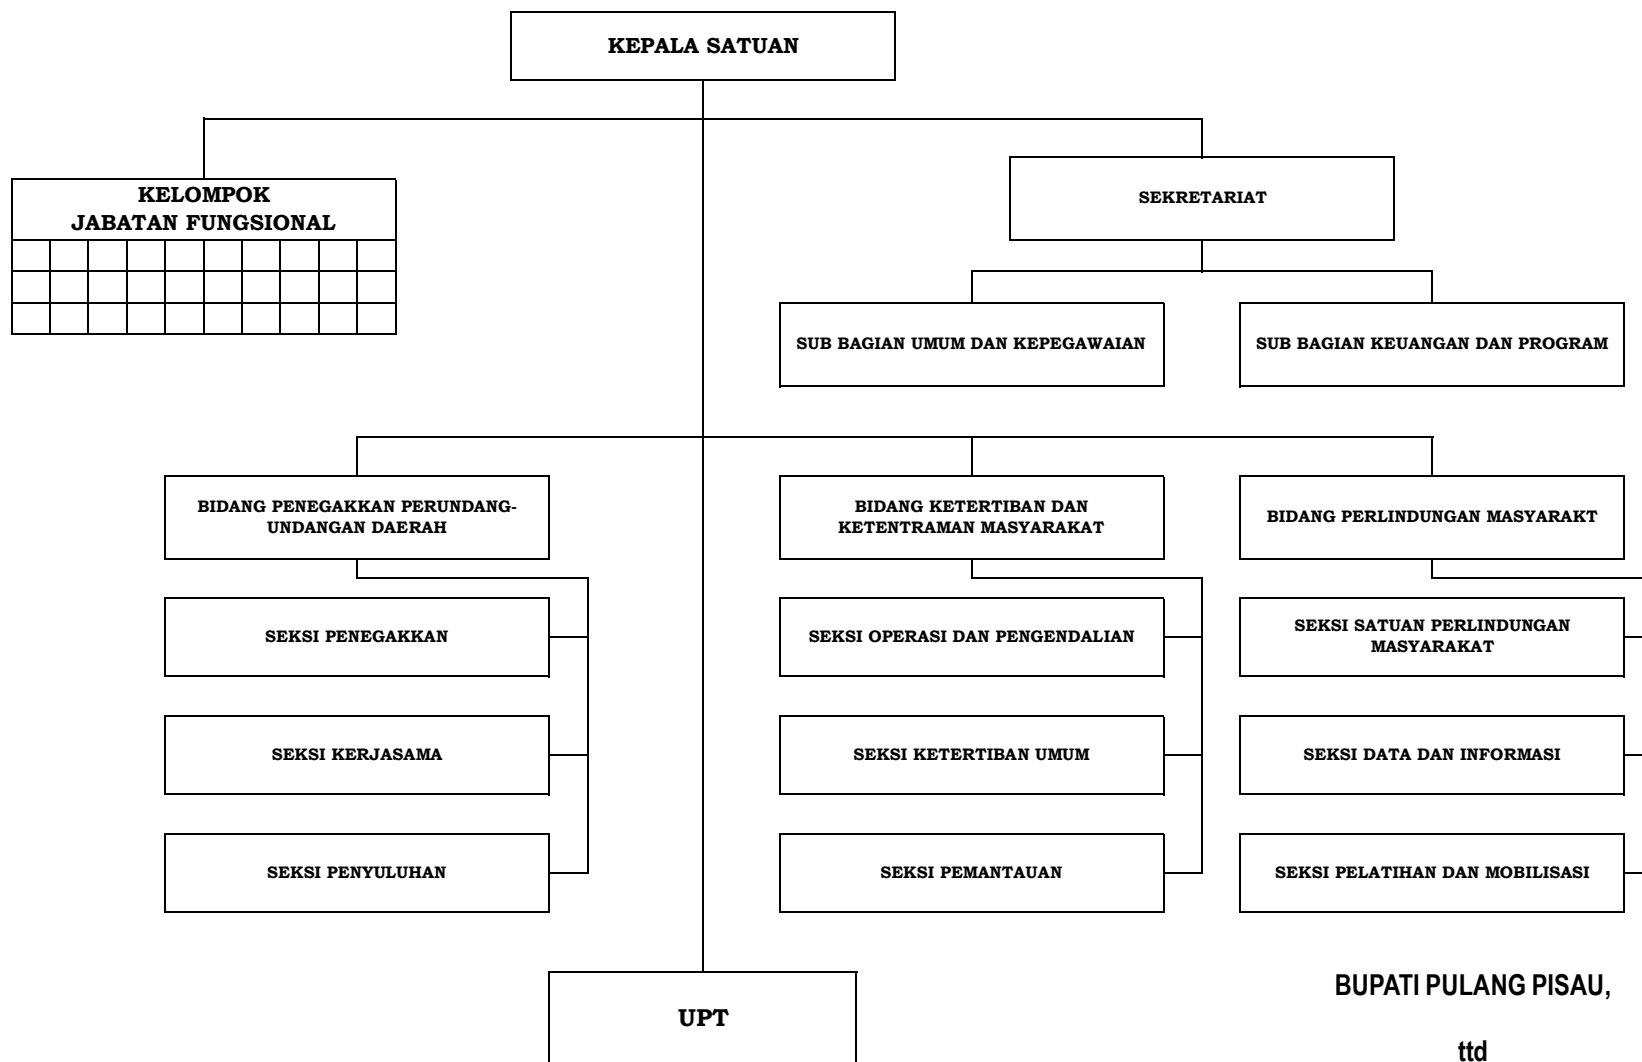 KEPALA SATUAN
KELOMPOK
JABATAN FUNGSIONAL
SEKRETARIAT
SUB BAGIAN UMUM DAN KEPEGAWAIAN
SUB BAGIAN KEUANGAN DAN PROGRAM
BIDANG PENEGAKKAN PERUNDANG-
UNDANGAN DAERAH
BIDANG KETERTIBAN DAN
KETENTRAMAN MASYARAKAT
BIDANG PERLINDUNGAN MASYARAKT
SEKSI PENEGAKKAN
SEKSI OPERASI DAN PENGENDALIAN
SEKSI SATUAN PERLINDUNGAN
MASYARAKAT
SEKSI KERJASAMA
SEKSI KETERTIBAN UMUM
SEKSI DATA DAN INFORMASI
SEKSI PENYULUHAN
SEKSI PEMANTAUAN
SEKSI PELATIHAN DAN MOBILISASI
UPT
BUPATI PULANG PISAU,
ttd